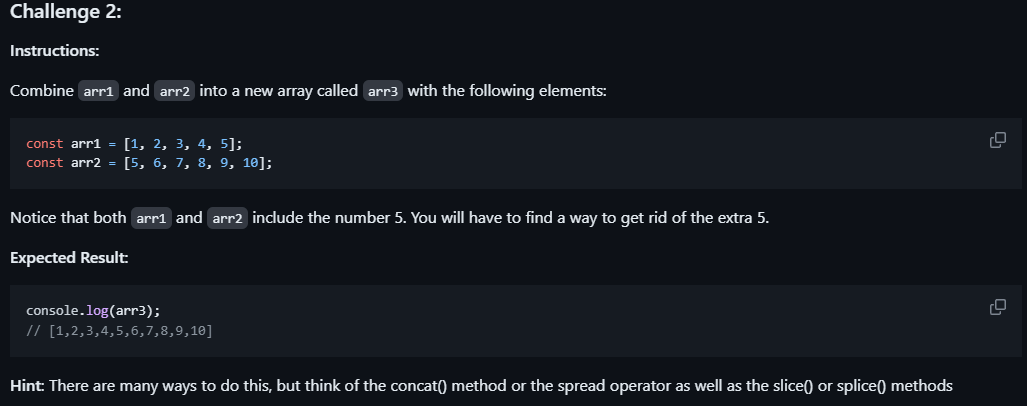 Challenge 2:
Instructions:
Combine arr1 and arr2 into a new array called arr3 with the following elements:
const arr1 = [1, 2, 3, 4, 5];
const arr2 = [5, 6, 7, 8, 9, 10];
Notice that both arr1 and arr2 include the number 5. You will have to find a way to get rid of the extra 5.
Expected Result:
console.log(arr3);
// [1,2,3,4,5,6,7,8,9,10]
Hint: There are many ways to do this, but think of the concat() method or the spread operator as well as the slice() or splice() methods